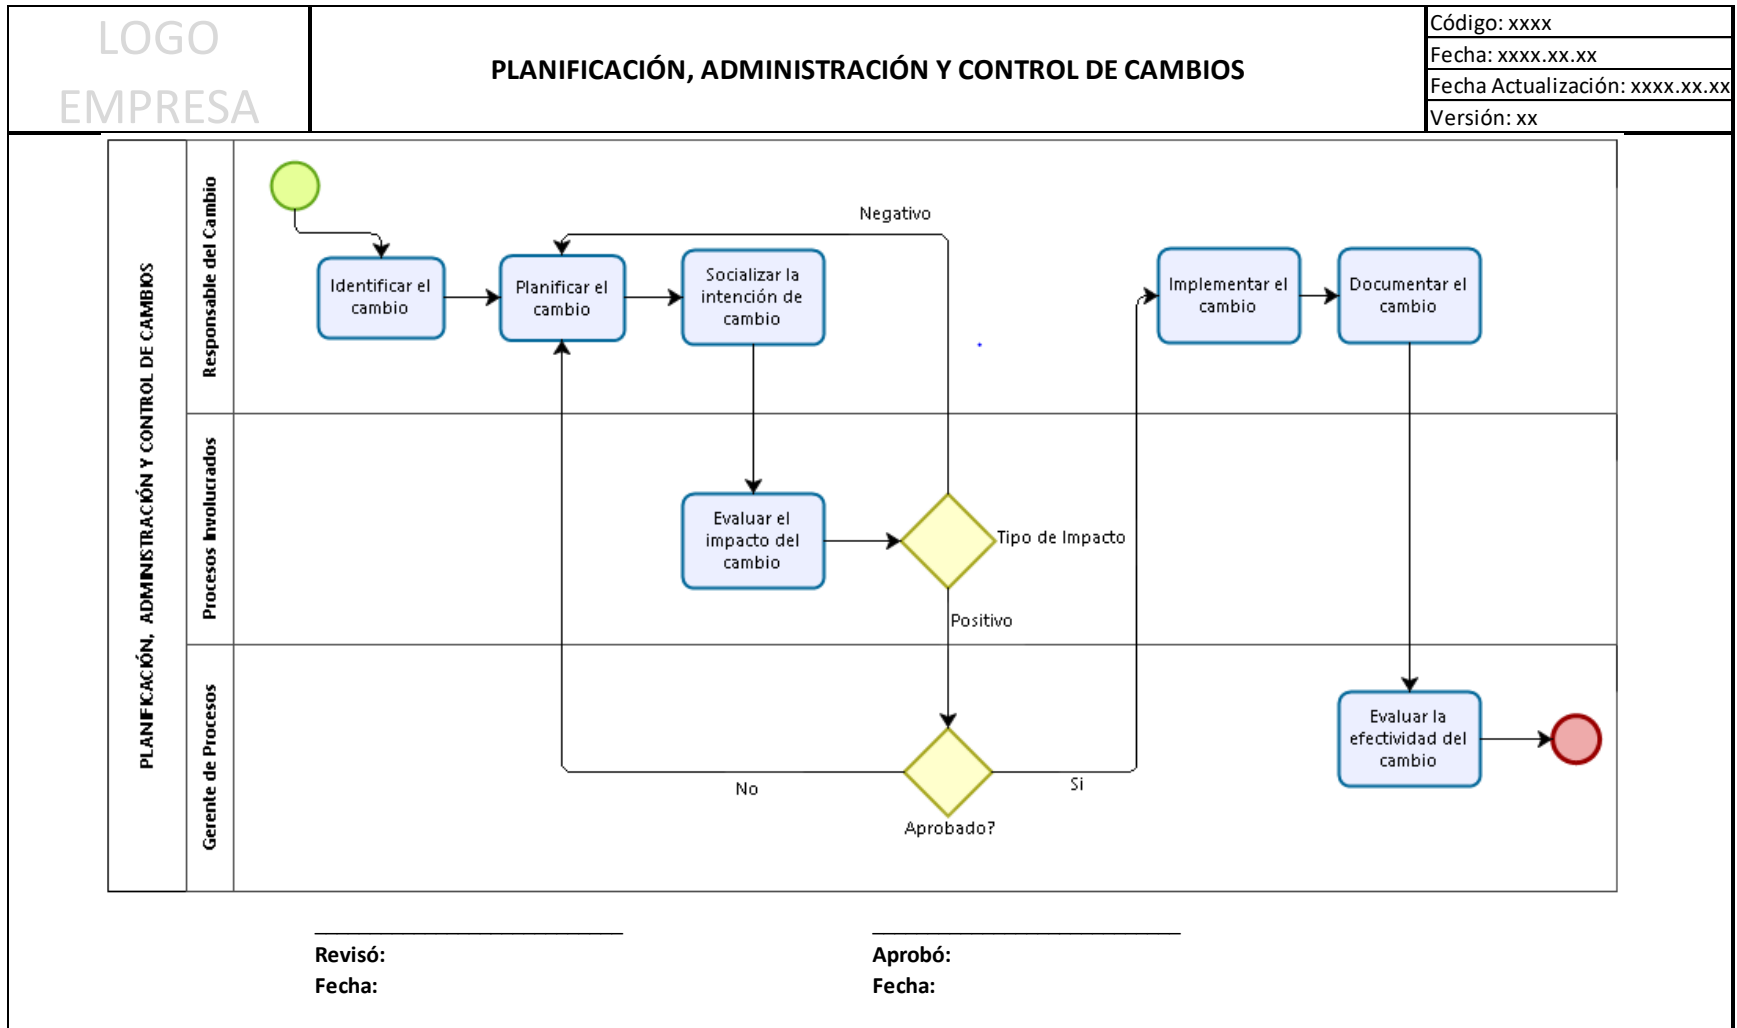 LOGO
EMPRESA
PLANIFICACIÓN, ADMINISTRACIÓN Y CONTROL DE CAMBIOS
Código: xxxx
Fecha: xxxx.xx.xx
Fecha Actualización: xxxx.xx.xx
Versión: xx
PLANIFICACIÓN, ADMINISTRACIÓN Y CONTROL DE CAMBIOS
Responsable del Cambio
Negativo
Identificar el
cambio
Planificar el
cambio
Socializar la
intención de
cambio
Implementar el
cambio
Documentar el
cambio
Procesos Involucrados
Evaluar el
impacto del
cambio
Tipo de Impacto
Positivo
Gerente de Procesos
No
Aprobado?
Si
Evaluar la
efectividad del
cambio
Revisó:
Fecha:
Aprobó:
Fecha: